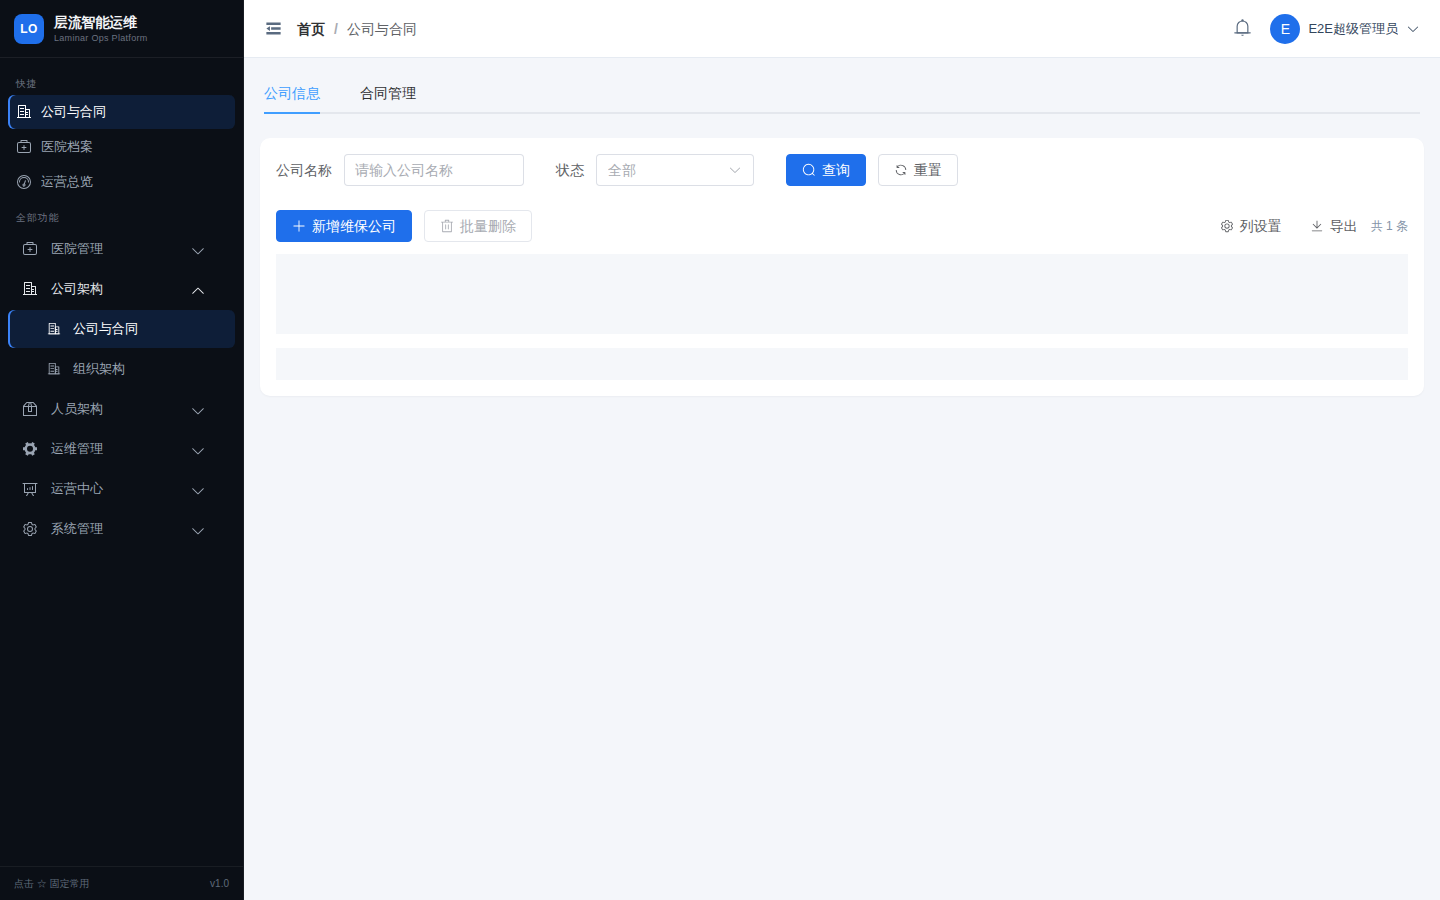 LO 层流智能运维
Laminar Ops Platform
快捷
公司与合同
医院档案
运营总览
全部功能
医院管理
公司架构
公司与合同
组织架构
人员架构
运维管理
运营中心
系统管理
点击 ☆ 固定常用 v1.0
首页 / 公司与合同
E E2E超级管理员
公司信息 合同管理
公司名称 请输入公司名称 状态 全部 查询 重置
新增维保公司 批量删除 列设置 导出 共 1 条